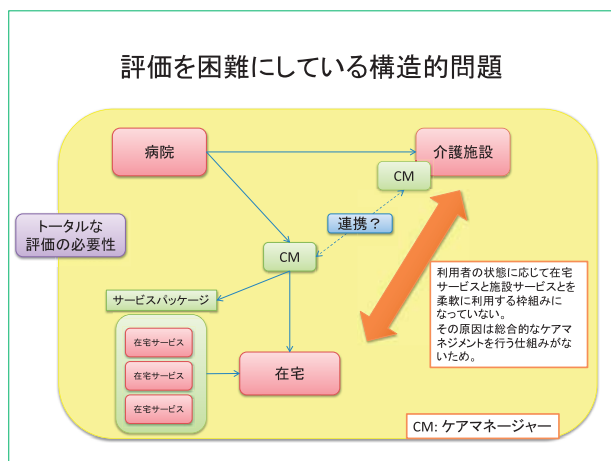 評価を困難にしている構造的問題
病院
介護施設
CM
連携？
トータルな
評価の必要性
CM
サービスパッケージ
在宅サービス
在宅サービス
在宅サービス
在宅
利用者の状態に応じて在宅
サービスと施設サービスとを
柔軟に利用する枠組みに
なっていない。
その原因は総合的なケアマ
ネジメントを行う仕組みがな
いため。
CM: ケアマネージャー